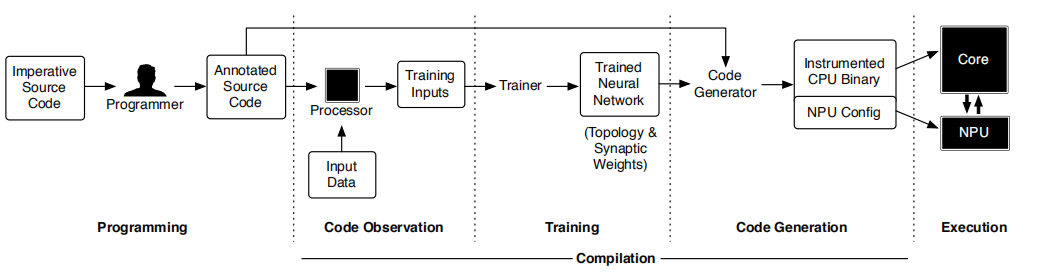 Imperative
Source
Code
Programmer
Annotated
Source
Code
Processor
Input
Data
Training
Inputs
Trainer
Trained
Neural
Network
(Topology &
Synaptic
Weights)
Code
Generator
Instrumented
CPU Binary
NPU Config
Core
NPU
Programming
Code Observation
Training
Code Generation
Execution
Compilation